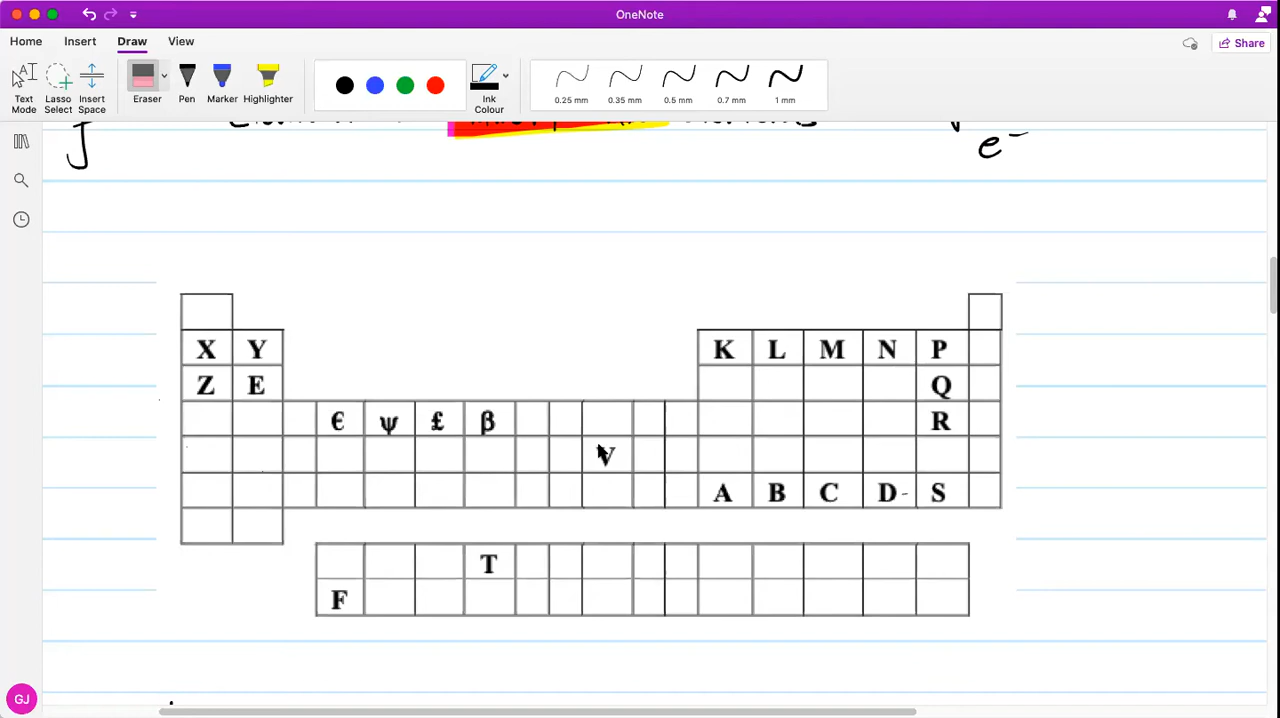 OneNote
Home Insert Draw View
Share
Text Mode
Lasso Select
Insert Space
Eraser
Pen
Marker
Highlighter
Ink Colour
0.25 mm
0.35 mm
0.5 mm
0.7 mm
1 mm
e⁻
X Y K L M N P
Z E Q
€ ψ £ β R
V
A B C D - S
T
F
GJ